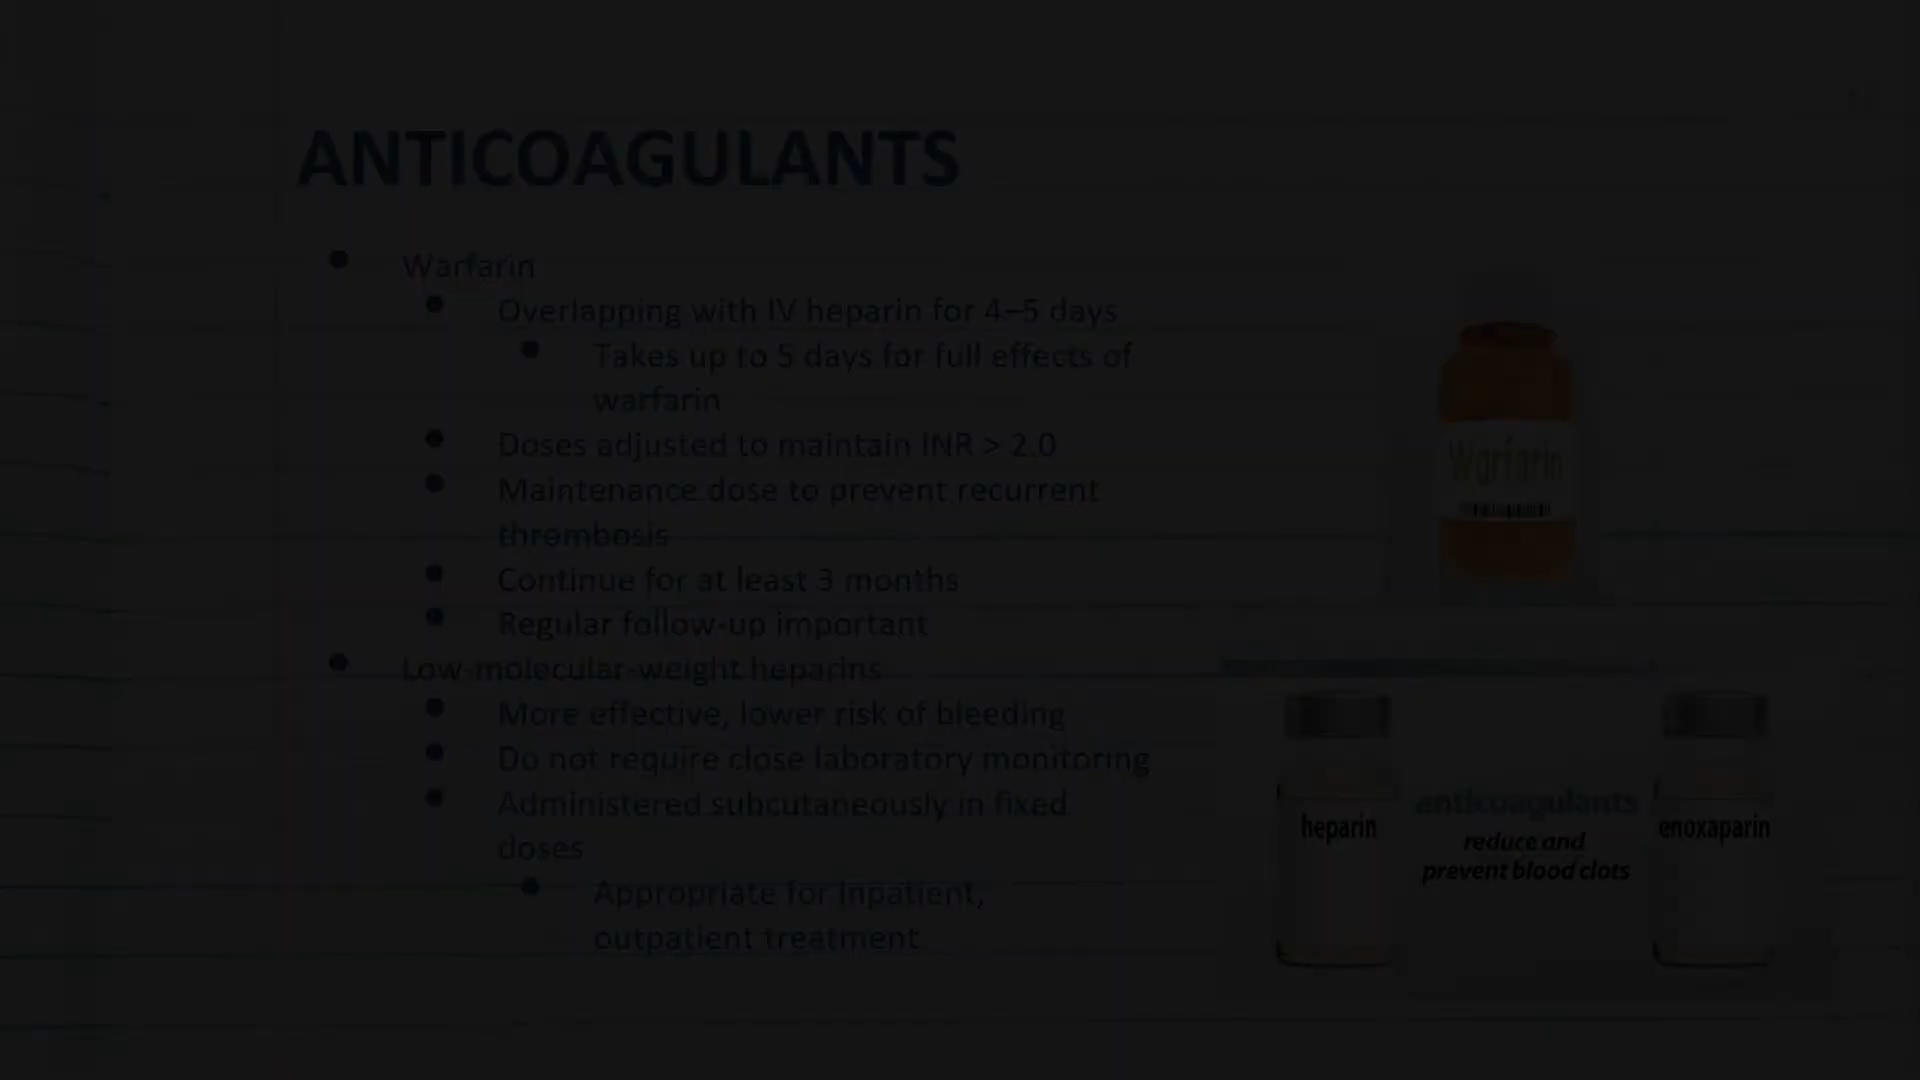 ANTICOAGULANTS
Warfarin
Overlapping with IV heparin for 4–5 days
Takes up to 5 days for full effects of
warfarin
Doses adjusted to maintain INR > 2.0
Maintenance dose to prevent recurrent
thrombosis
Continue for at least 3 months
Regular follow-up important
Low-molecular-weight heparins
More effective, lower risk of bleeding
Do not require close laboratory monitoring
Administered subcutaneously in fixed
doses
Appropriate for inpatient,
outpatient treatment
Warfarin
heparin
anticoagulants
reduce and
prevent blood clots
enoxaparin